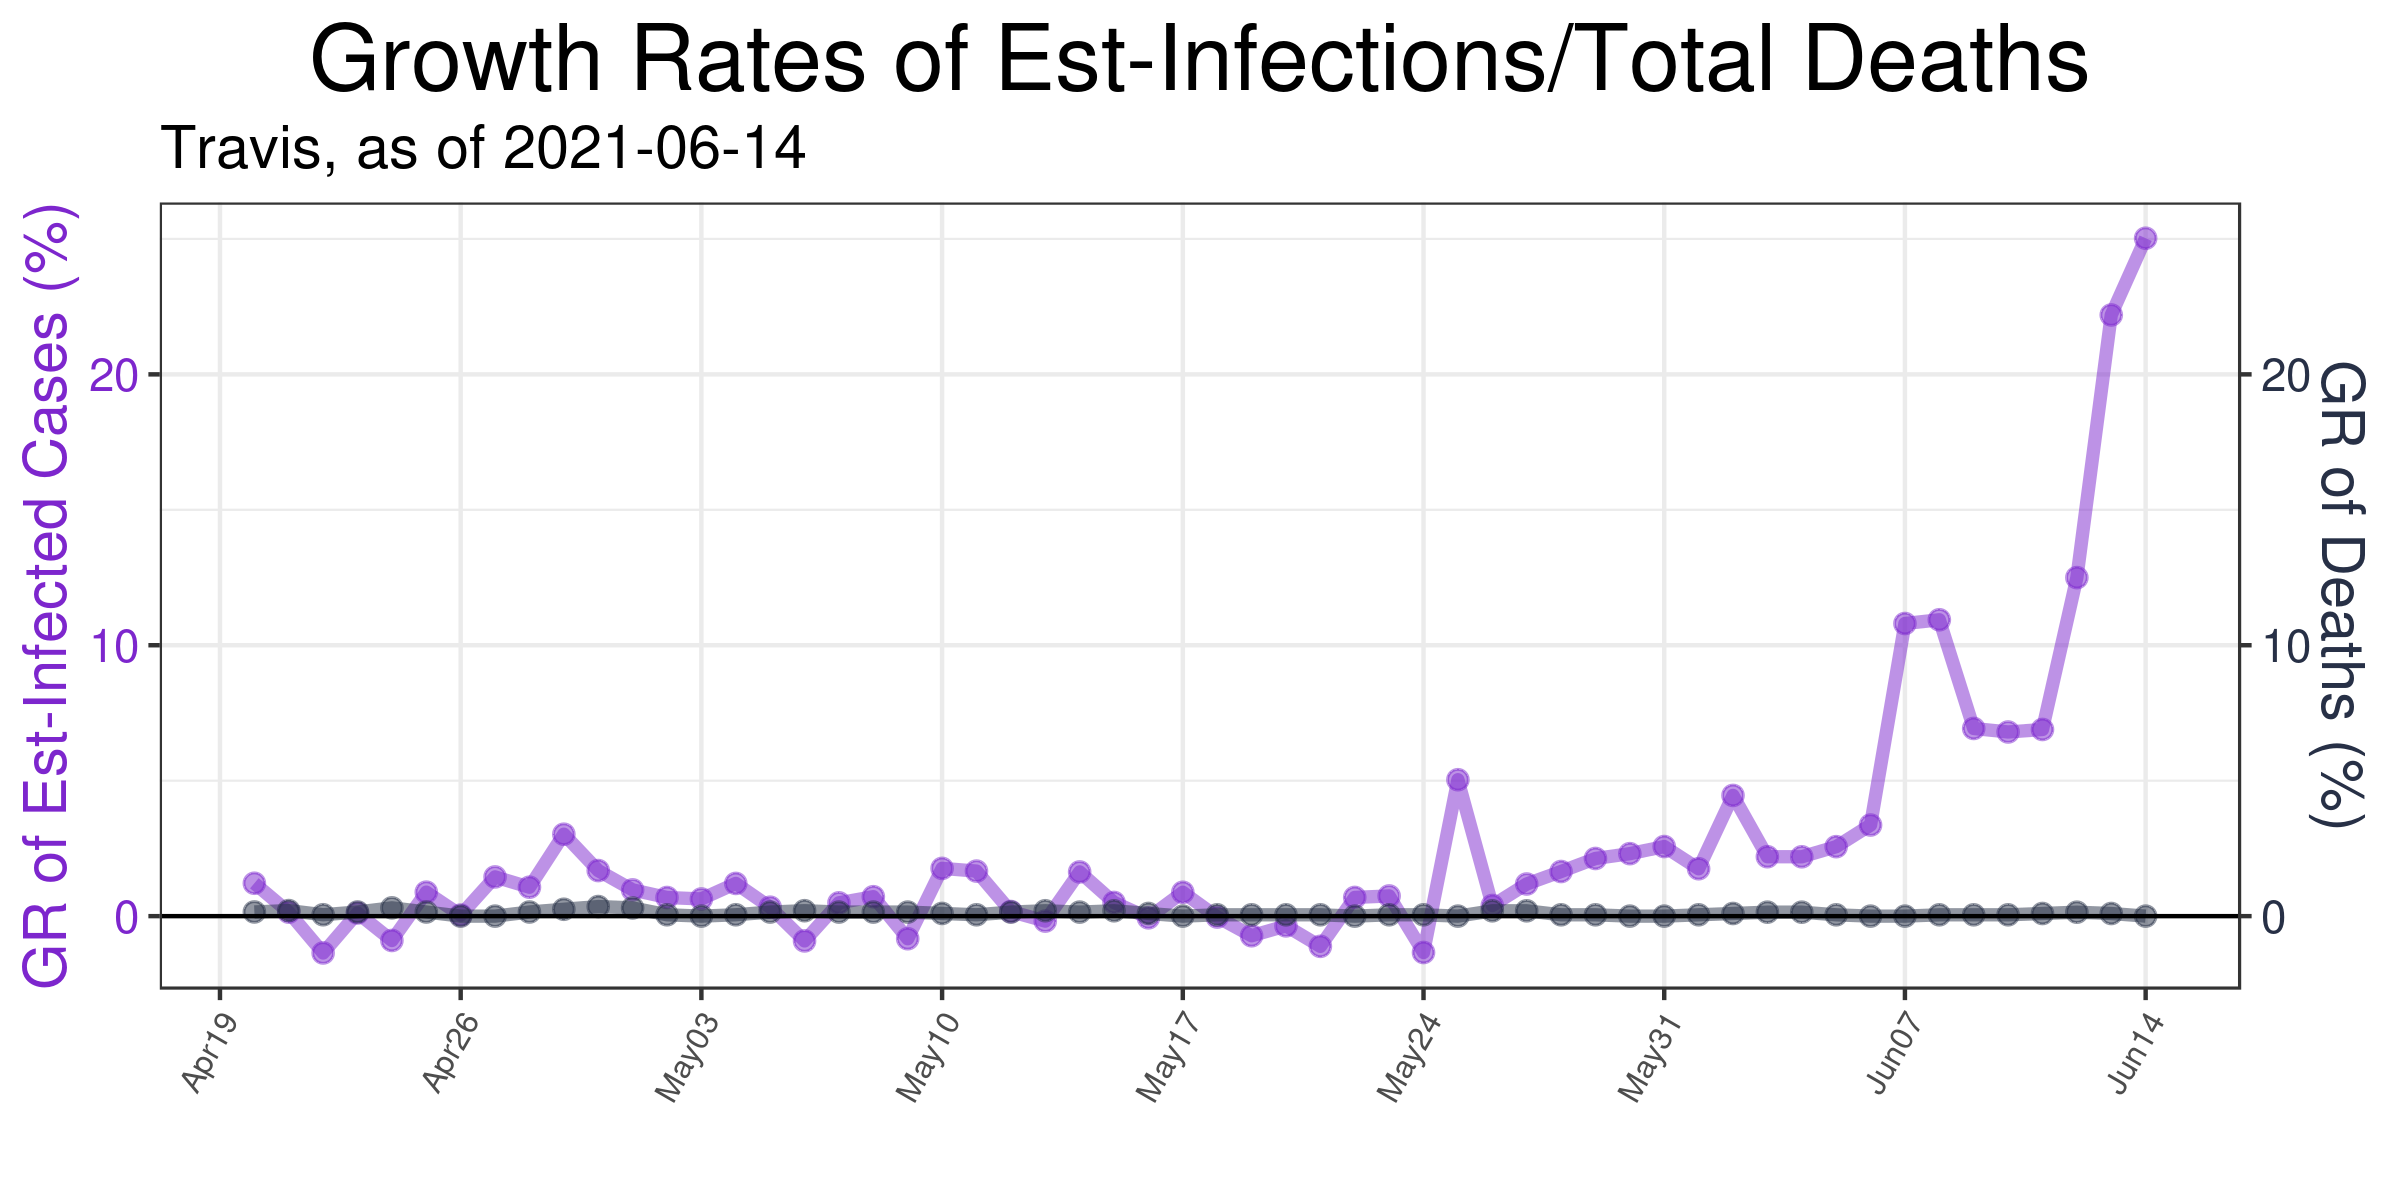 Growth Rates of Est-Infections/Total Deaths
Travis, as of 2021-06-14
GR of Est-Infected Cases (%)
20
10
0
20
10
0
GR of Deaths (%)
Apr19
Apr26
May03
May10
May17
May24
May31
Jun07
Jun14